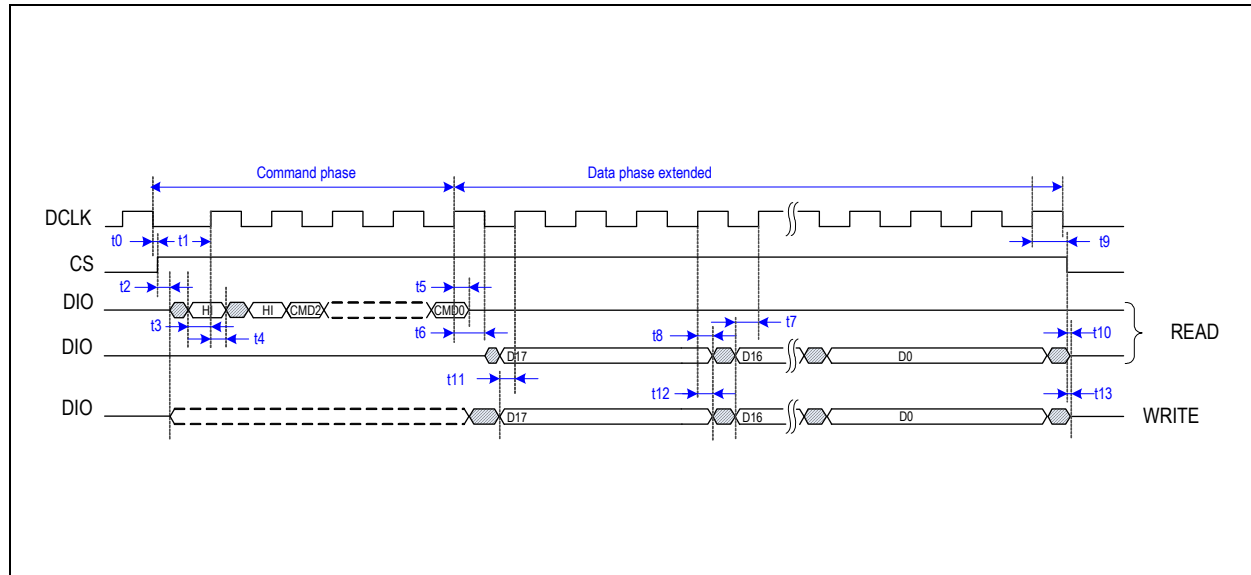 Command phase Data phase extended
DCLK
t0 t1 t9
CS
t2 t5
DIO HI HI CMD2 CMD0
t3 t4 t6 t8 t7 t10 READ
DIO D17 D16 D0
t11 t12 t13
DIO D17 D16 D0 WRITE